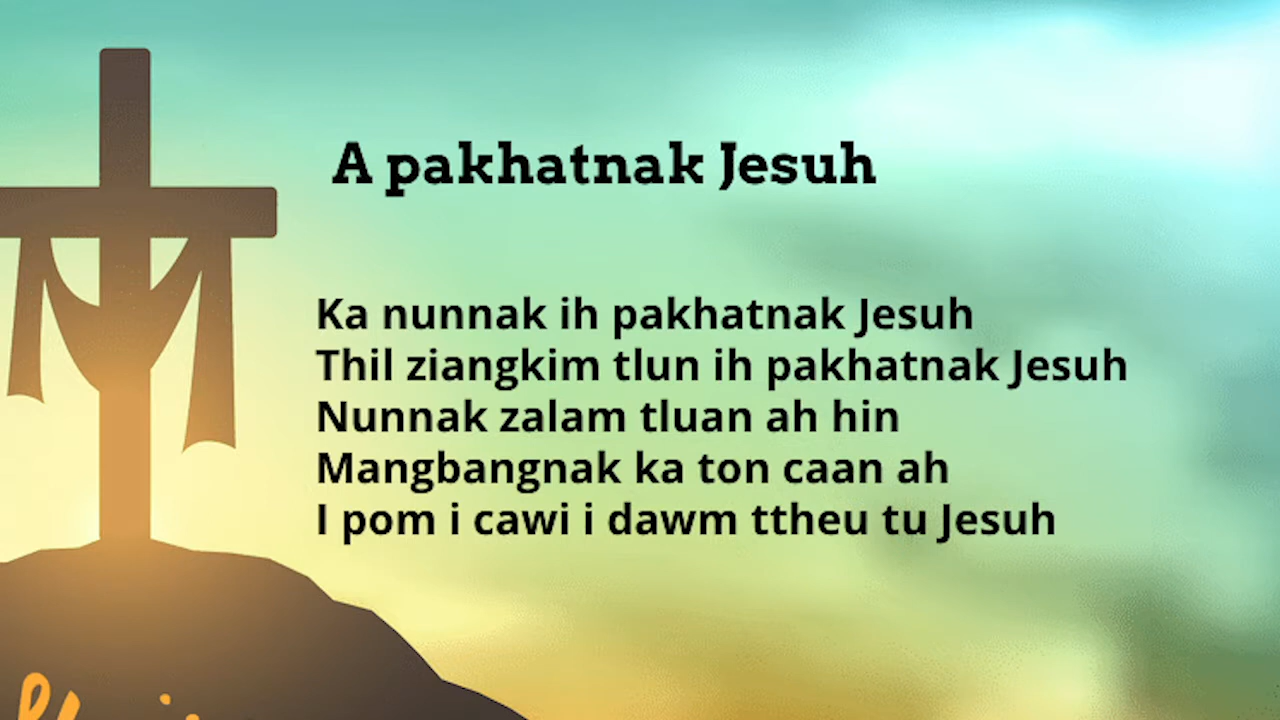 A pakhatnak Jesuh
Ka nunnak ih pakhatnak Jesuh
Thil ziangkim tlun ih pakhatnak Jesuh
Nunnak zalam tluan ah hin
Mangbangnak ka ton caan ah
I pom i cawi i dawm ttheu tu Jesuh